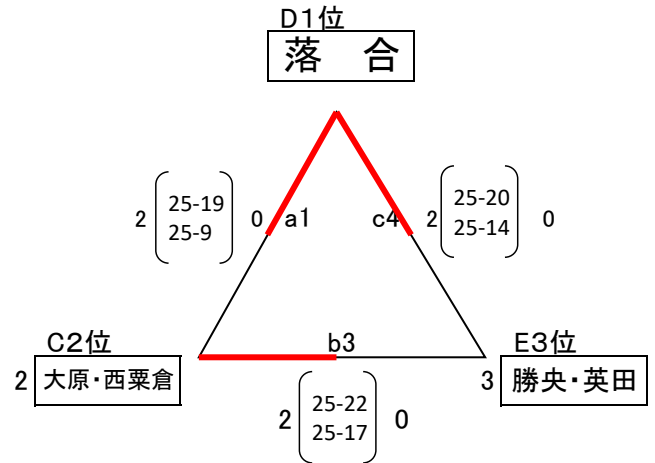 D1位
落　合
2 25-19 0 a1
25-9
c4 2 25-20 0
25-14
C2位
2 大原・西粟倉
b3
E3位
3 勝央・英田
2 25-22 0
25-17